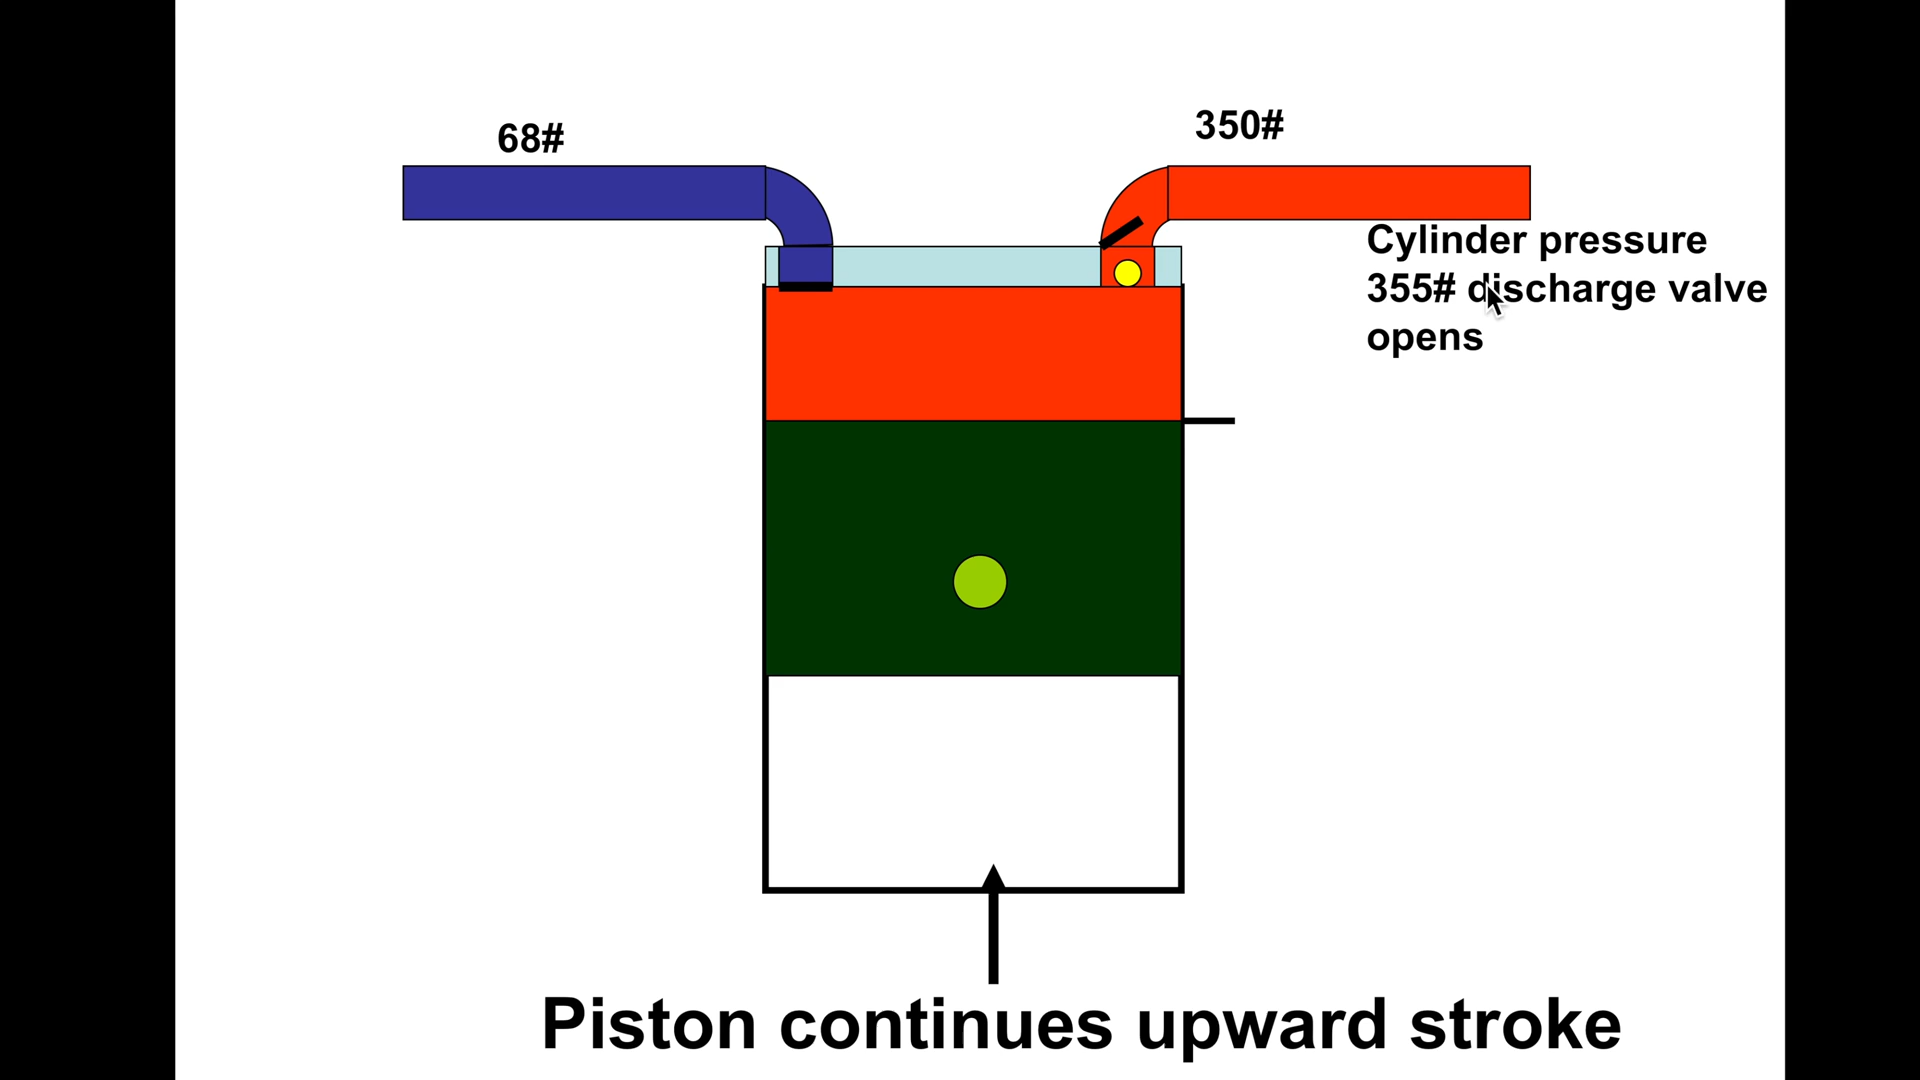 68#
350#
Cylinder pressure
355# discharge valve
opens
Piston continues upward stroke